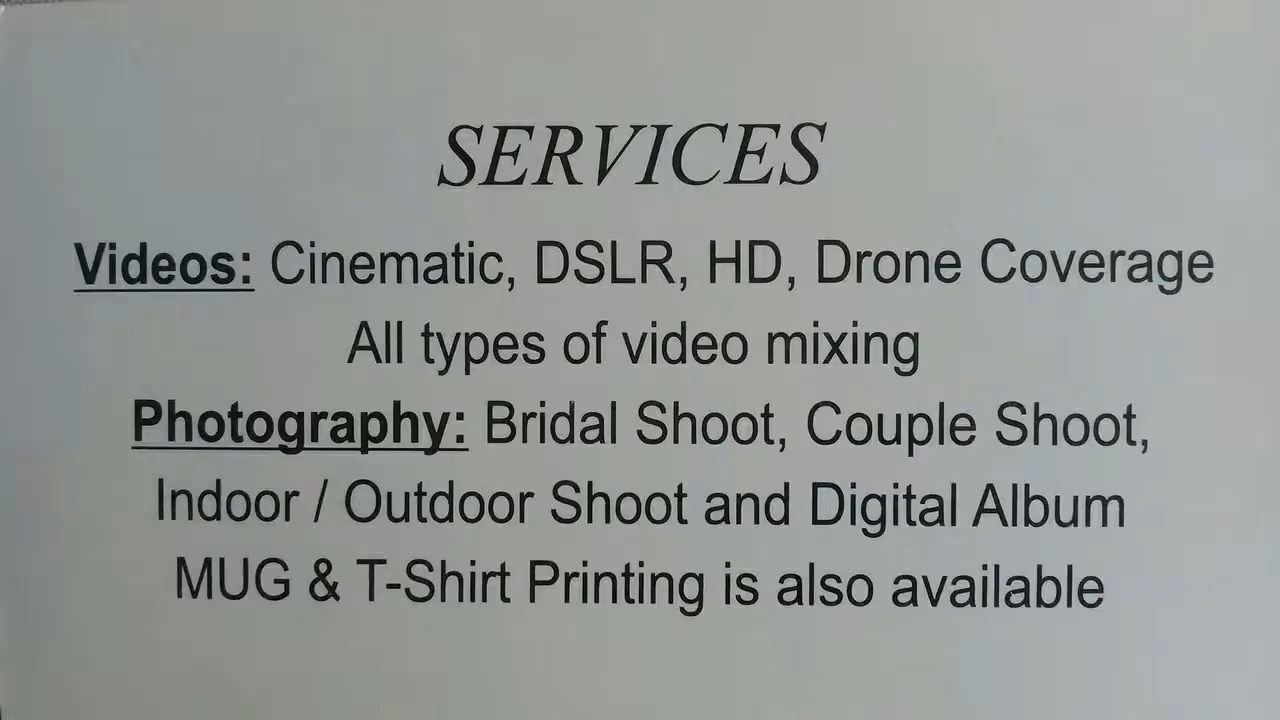 SERVICES
Videos: Cinematic, DSLR, HD, Drone Coverage
All types of video mixing
Photography: Bridal Shoot, Couple Shoot,
Indoor / Outdoor Shoot and Digital Album
MUG & T-Shirt Printing is also available